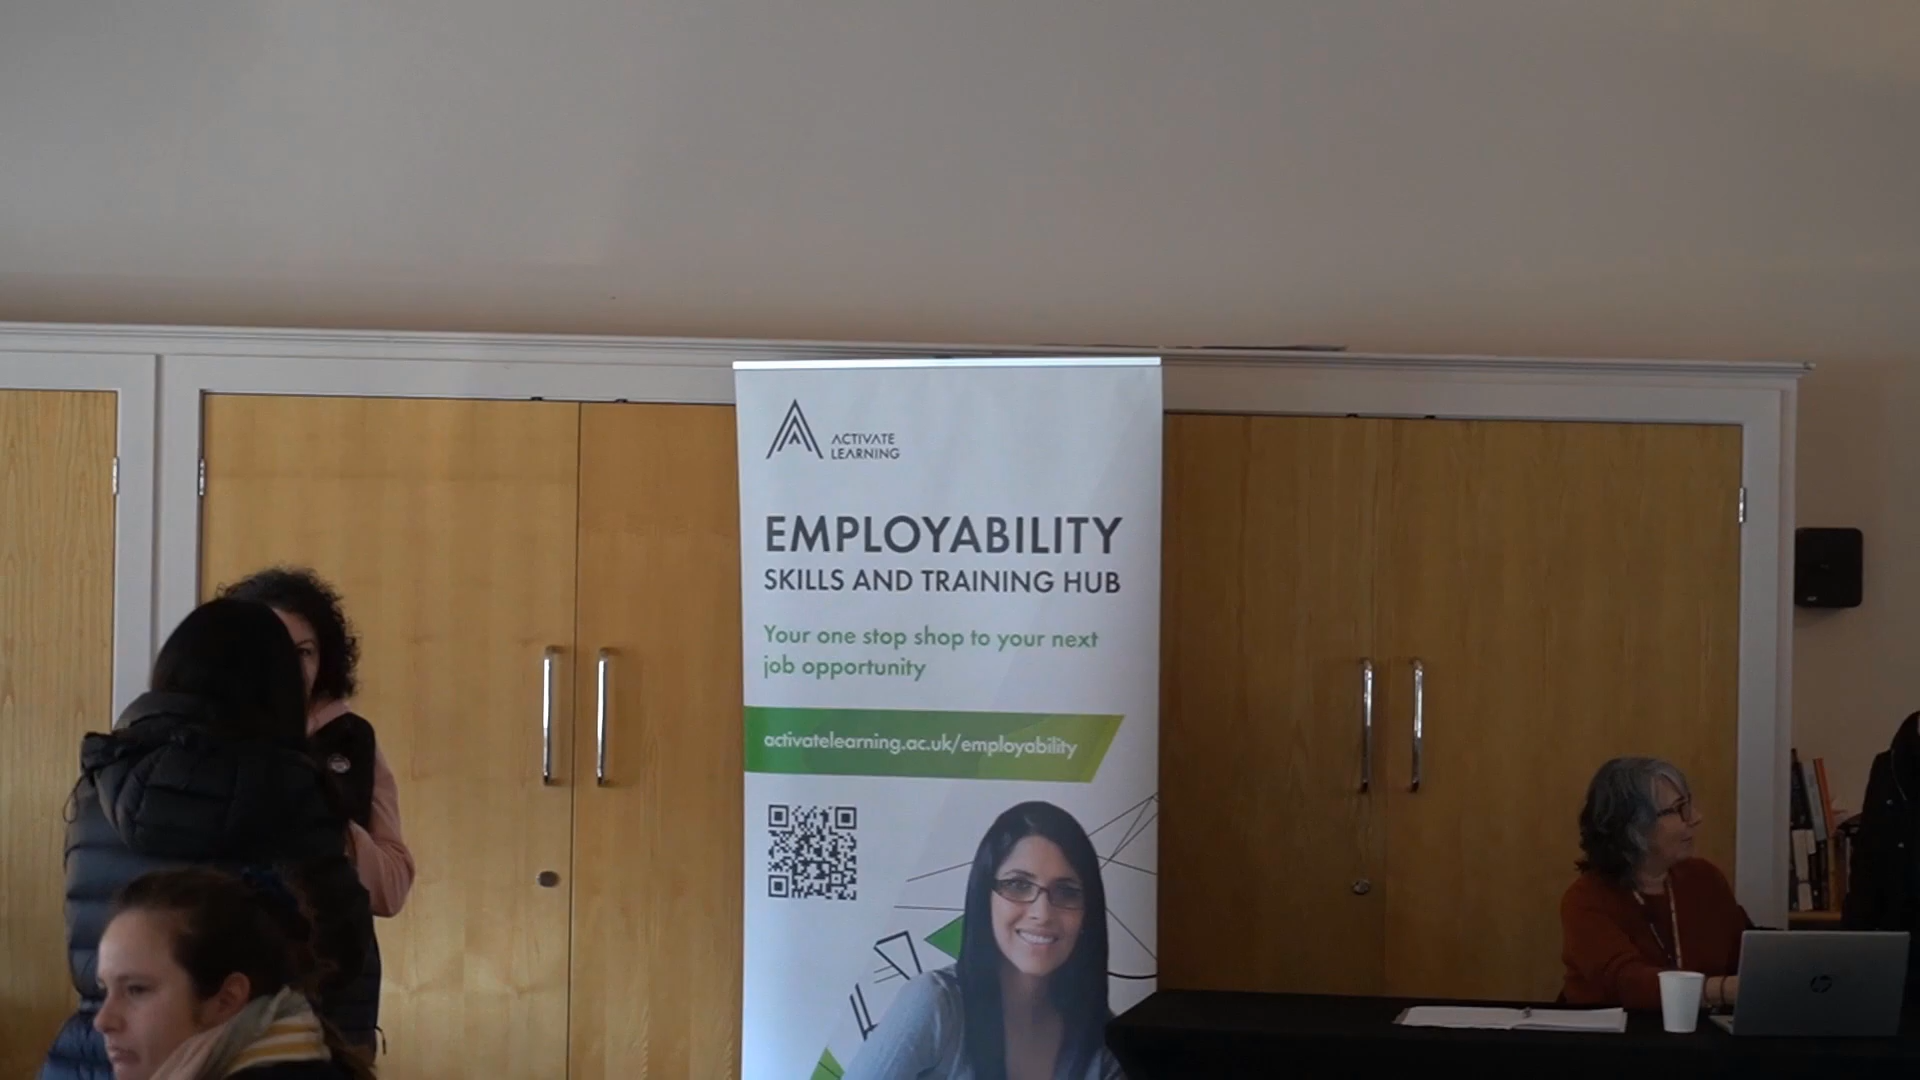 ACTIVATE
LEARNING
EMPLOYABILITY
SKILLS AND TRAINING HUB
Your one stop shop to your next
job opportunity
activatelearning.ac.uk/employability
hp